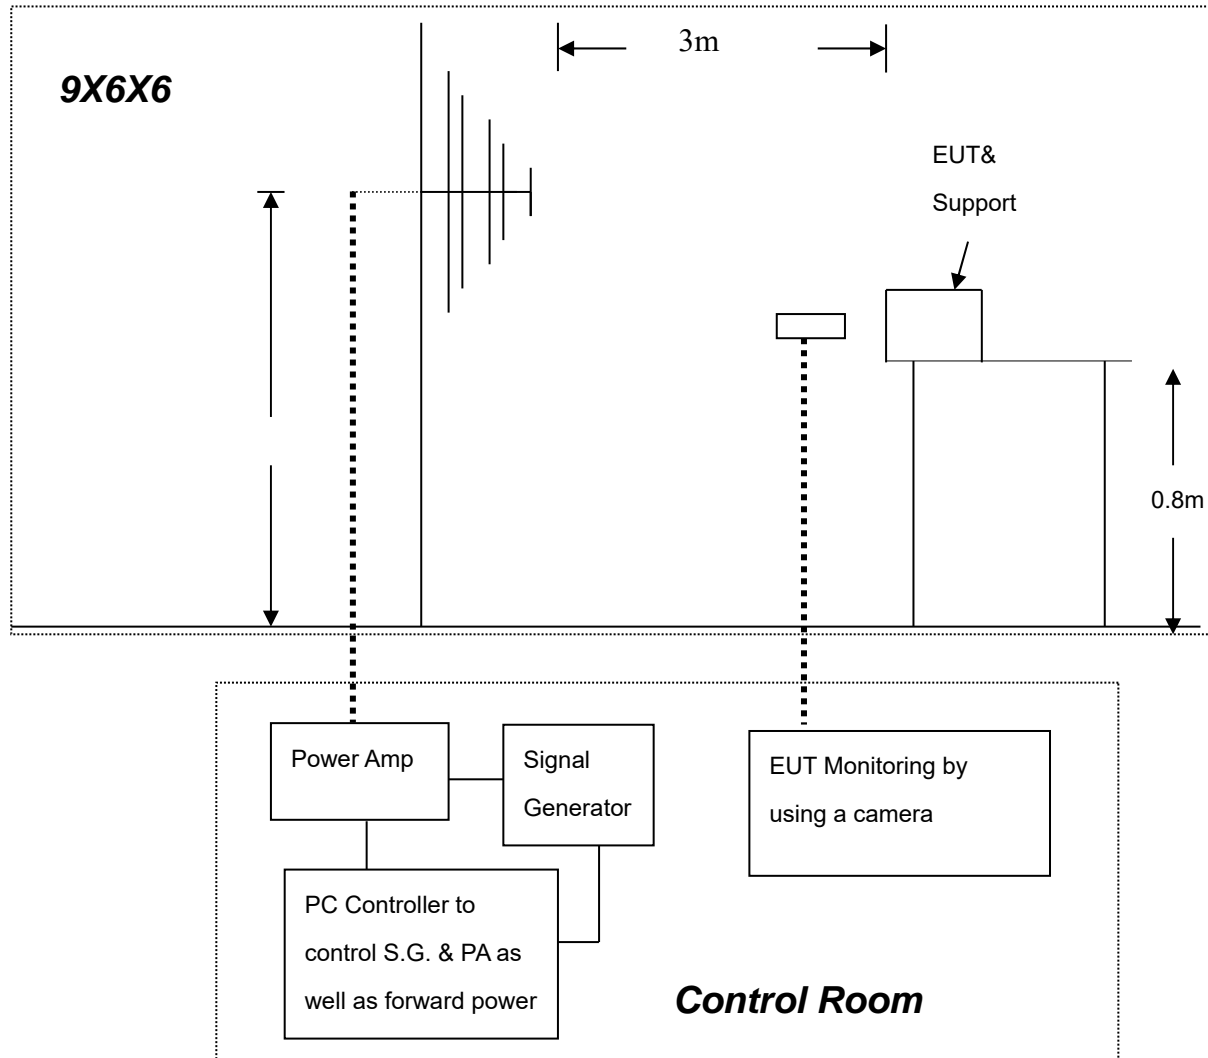 3m
9X6X6
EUT&
Support
0.8m
Power Amp
Signal
Generator
EUT Monitoring by
using a camera
PC Controller to
control S.G. & PA as
well as forward power
Control Room